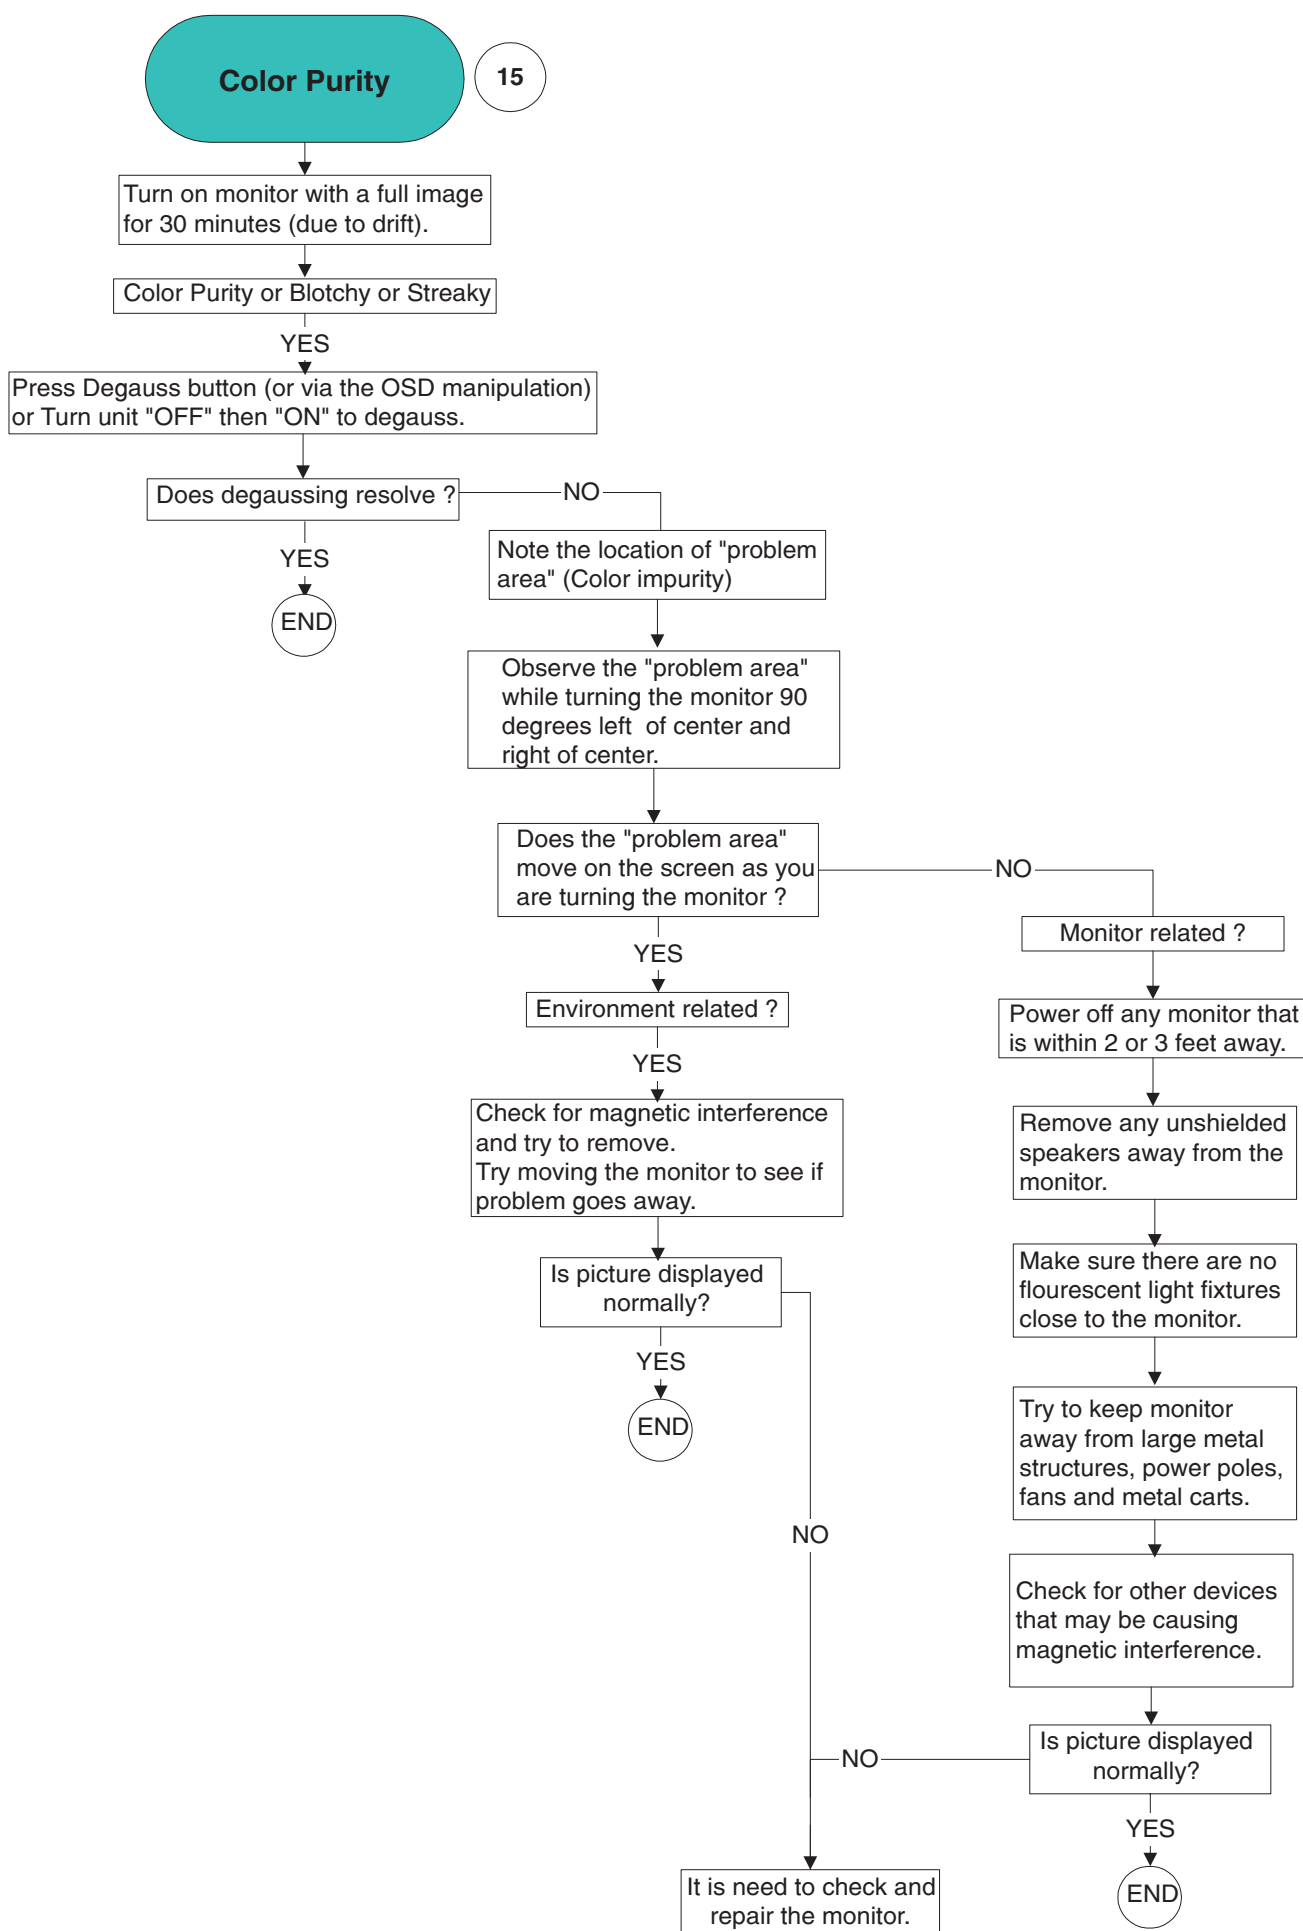 Color Purity
15
Turn on monitor with a full image
for 30 minutes (due to drift).
Color Purity or Blotchy or Streaky
YES
Press Degauss button (or via the OSD manipulation)
or Turn unit "OFF" then "ON" to degauss.
Does degaussing resolve ?
NO
YES
END
Note the location of "problem
area" (Color impurity)
Observe the "problem area"
while turning the monitor 90
degrees left of center and
right of center.
Does the "problem area"
move on the screen as you
are turning the monitor ?
NO
YES
Environment related ?
YES
Check for magnetic interference
and try to remove.
Try moving the monitor to see if
problem goes away.
Is picture displayed
normally?
YES
END
NO
Monitor related ?
Power off any monitor that
is within 2 or 3 feet away.
Remove any unshielded
speakers away from the
monitor.
Make sure there are no
flourescent light fixtures
close to the monitor.
Try to keep monitor
away from large metal
structures, power poles,
fans and metal carts.
Check for other devices
that may be causing
magnetic interference.
Is picture displayed
normally?
NO
YES
END
It is need to check and
repair the monitor.